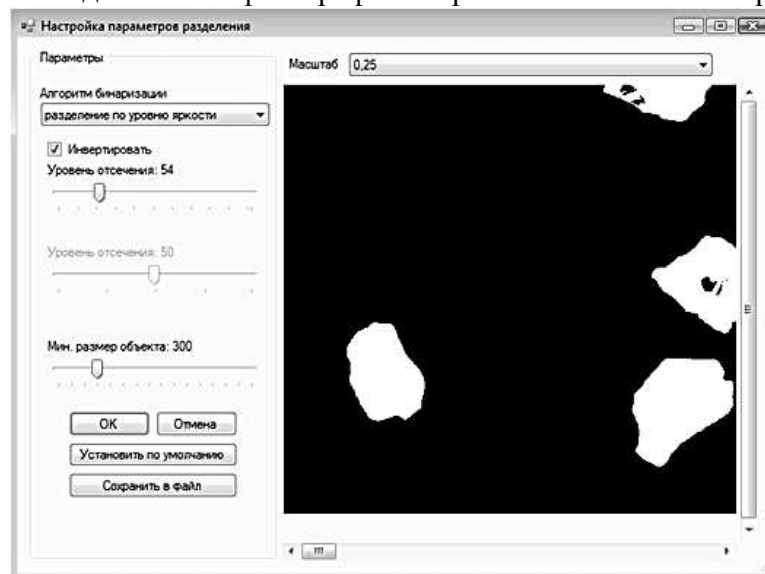 Настройка параметров разделения
Параметры
Масштаб 0,25
Алгоритм бинаризации
разделение по уровню яркости
Инвертировать
Уровень отсечения: 54
Уровень отсечения: 50
Мин. размер объекта: 300
ОК Отмена
Установить по умолчанию
Сохранить в файл